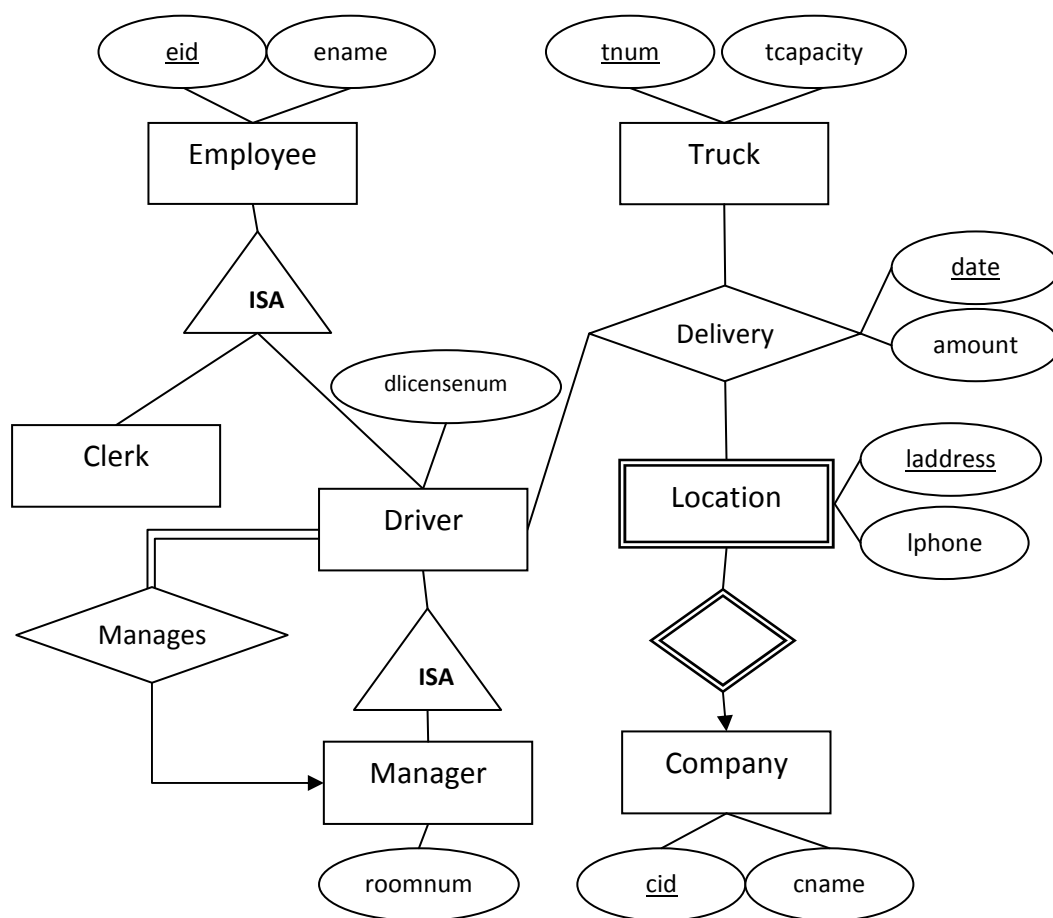 eid
ename
tnum
tcapacity
Employee
Truck
date
ISA
Delivery
amount
dlicensenum
Clerk
laddress
Location
Driver
lphone
Manages
ISA
Manager
Company
roomnum
cid
cname